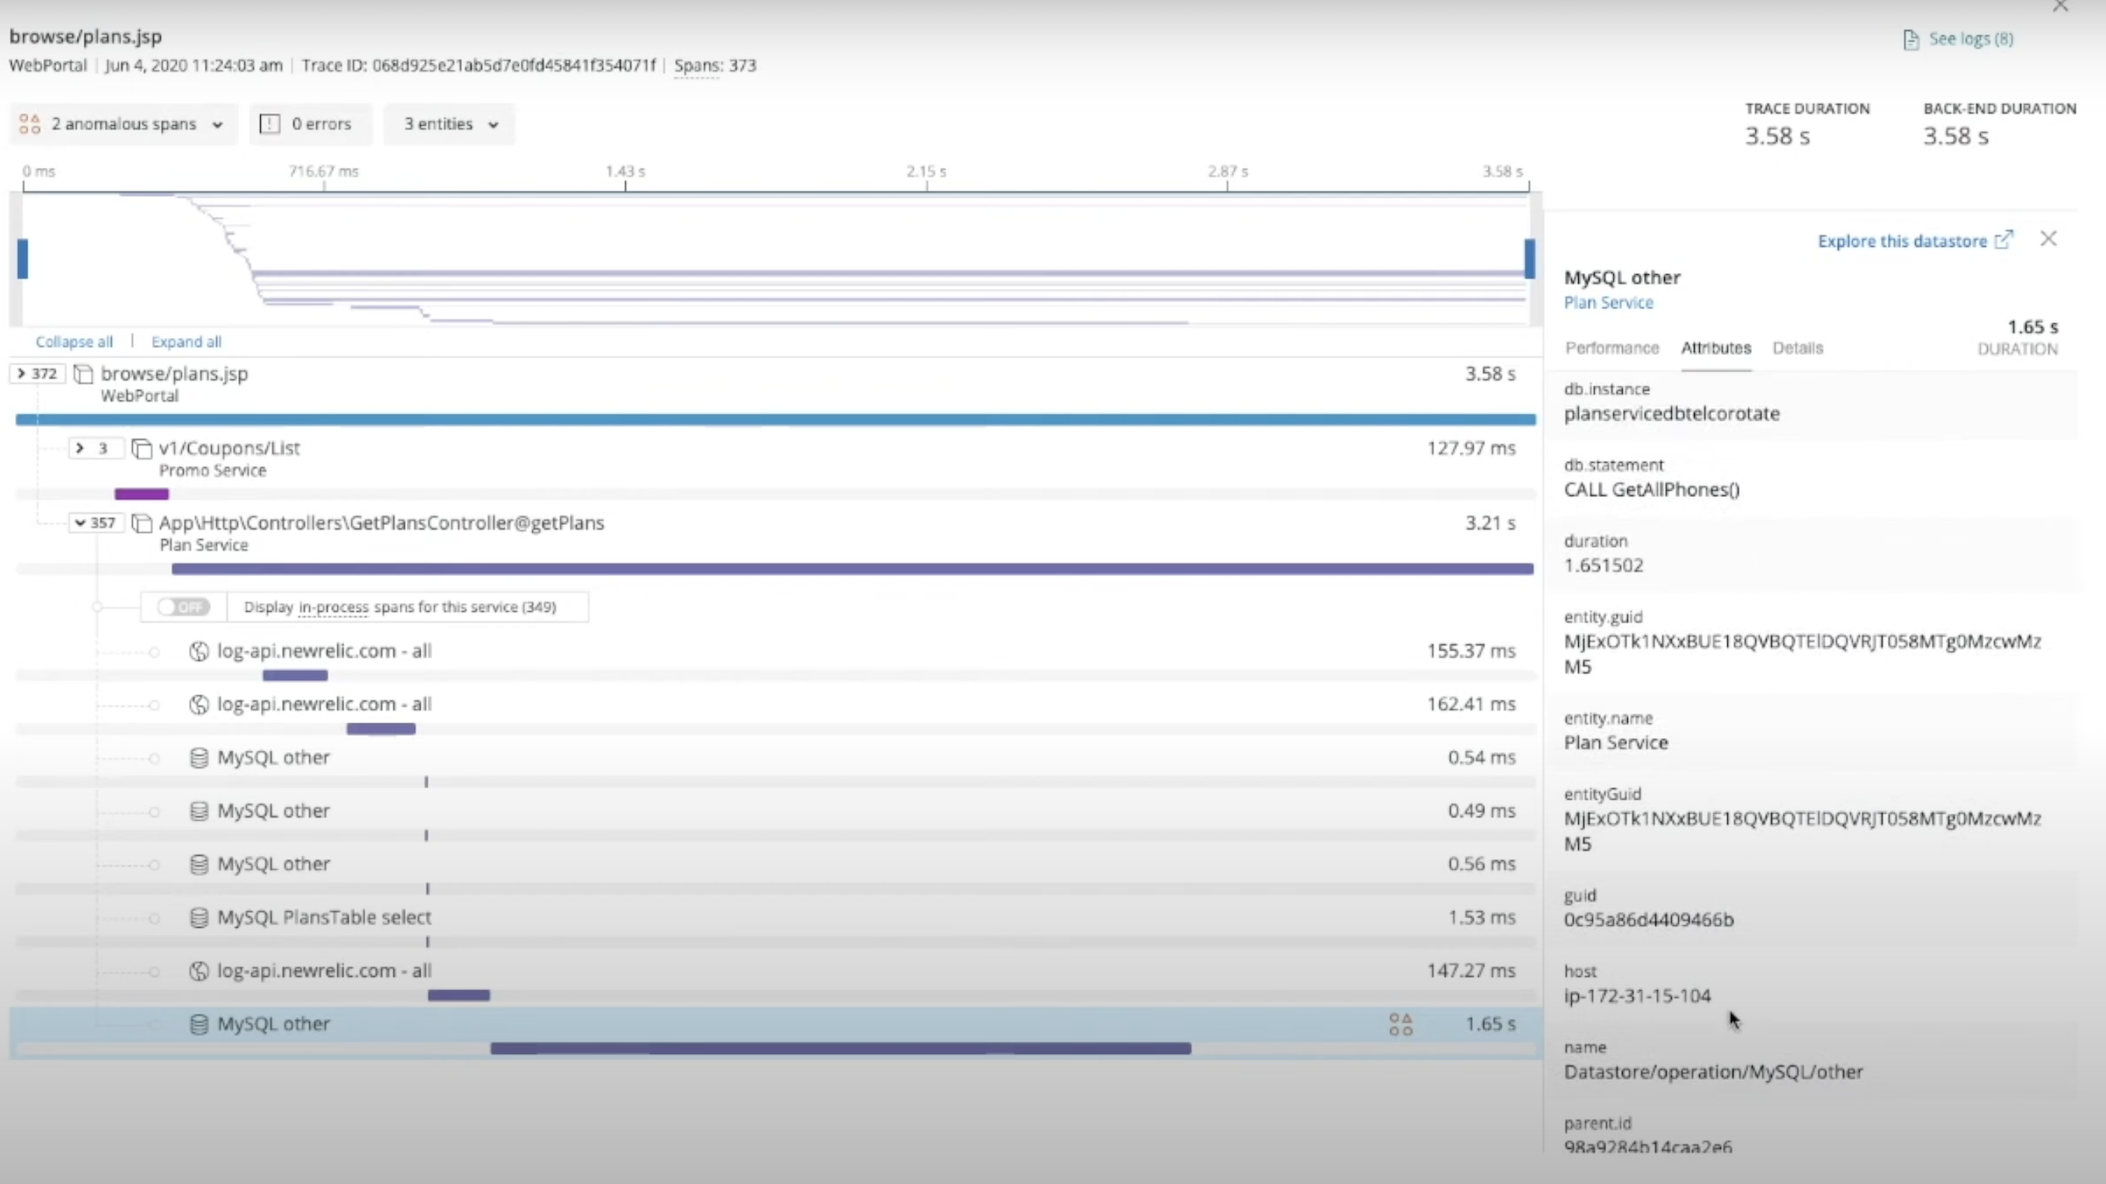 browse/plans.jsp
See logs (8)
WebPortal | Jun 4, 2020 11:24:03 am | Trace ID: 068d925e21ab5d7e0fd45841f354071f | Spans: 373
2 anomalous spans
0 errors
3 entities
TRACE DURATION
3.58 s
BACK-END DURATION
3.58 s
0 ms 716.67 ms 1.43 s 2.15 s 2.87 s 3.58 s
Collapse all | Expand all
372 browse/plans.jsp 3.58 s
WebPortal
3 v1/Coupons/List 127.97 ms
Promo Service
357 App\Http\Controllers\GetPlansController@getPlans 3.21 s
Plan Service
OFF Display in-process spans for this service (349)
log-api.newrelic.com - all 155.37 ms
log-api.newrelic.com - all 162.41 ms
MySQL other 0.54 ms
MySQL other 0.49 ms
MySQL other 0.56 ms
MySQL PlansTable select 1.53 ms
log-api.newrelic.com - all 147.27 ms
MySQL other 1.65 s
Explore this datastore
MySQL other
Plan Service
1.65 s
DURATION
Performance Attributes Details
db.instance
planservicedbtelcorotate
db.statement
CALL GetAllPhones()
duration
1.651502
entity.guid
MjExOTk1NXxBUE18QVBQTElDQVRJT058MTg0MzcwMz
M5
entity.name
Plan Service
entityGuid
MjExOTk1NXxBUE18QVBQTElDQVRJT058MTg0MzcwMz
M5
guid
0c95a86d4409466b
host
ip-172-31-15-104
name
Datastore/operation/MySQL/other
parent.id
98a9284b14caa2e6